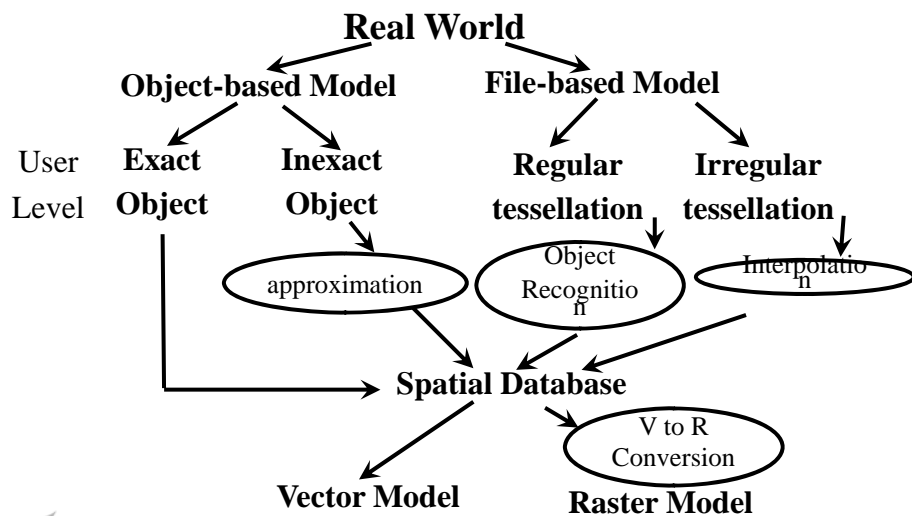 Real World
Object-based Model
File-based Model
User
Level
Exact
Object
Inexact
Object
Regular
tessellation
Irregular
tessellation
approximation
Object
Recognitio
n
Interpolatio
n
Spatial Database
V to R
Conversion
Vector Model
Raster Model